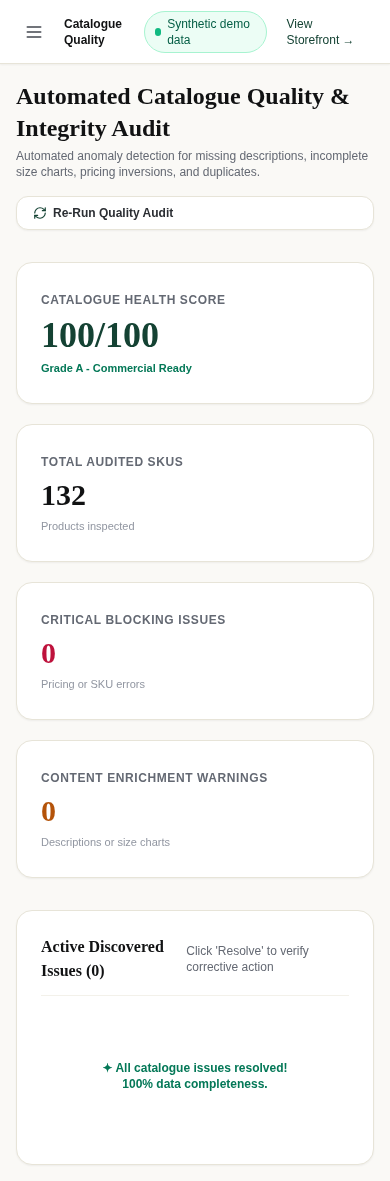 Catalogue
Quality
Synthetic demo
data
View
Storefront →
Automated Catalogue Quality &
Integrity Audit
Automated anomaly detection for missing descriptions, incomplete
size charts, pricing inversions, and duplicates.
Re-Run Quality Audit
CATALOGUE HEALTH SCORE
100/100
Grade A - Commercial Ready
TOTAL AUDITED SKUS
132
Products inspected
CRITICAL BLOCKING ISSUES
0
Pricing or SKU errors
CONTENT ENRICHMENT WARNINGS
0
Descriptions or size charts
Active Discovered
Issues (0)
Click 'Resolve' to verify
corrective action
✦ All catalogue issues resolved!
100% data completeness.